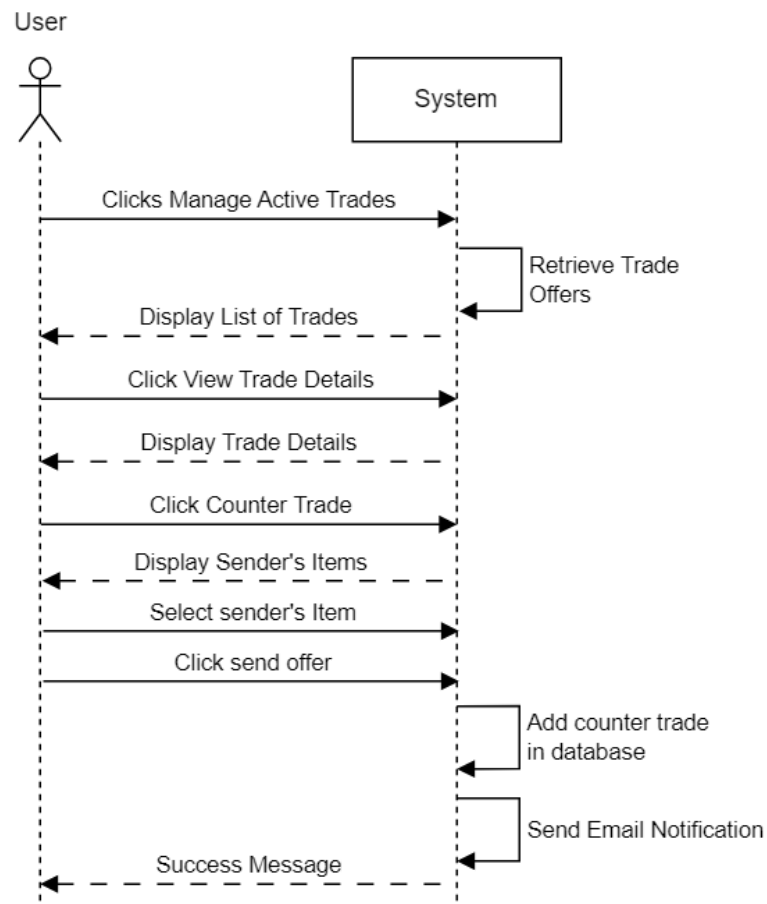 User
System
Clicks Manage Active Trades
Retrieve Trade
Offers
Display List of Trades
Click View Trade Details
Display Trade Details
Click Counter Trade
Display Sender's Items
Select sender's Item
Click send offer
Add counter trade
in database
Send Email Notification
Success Message